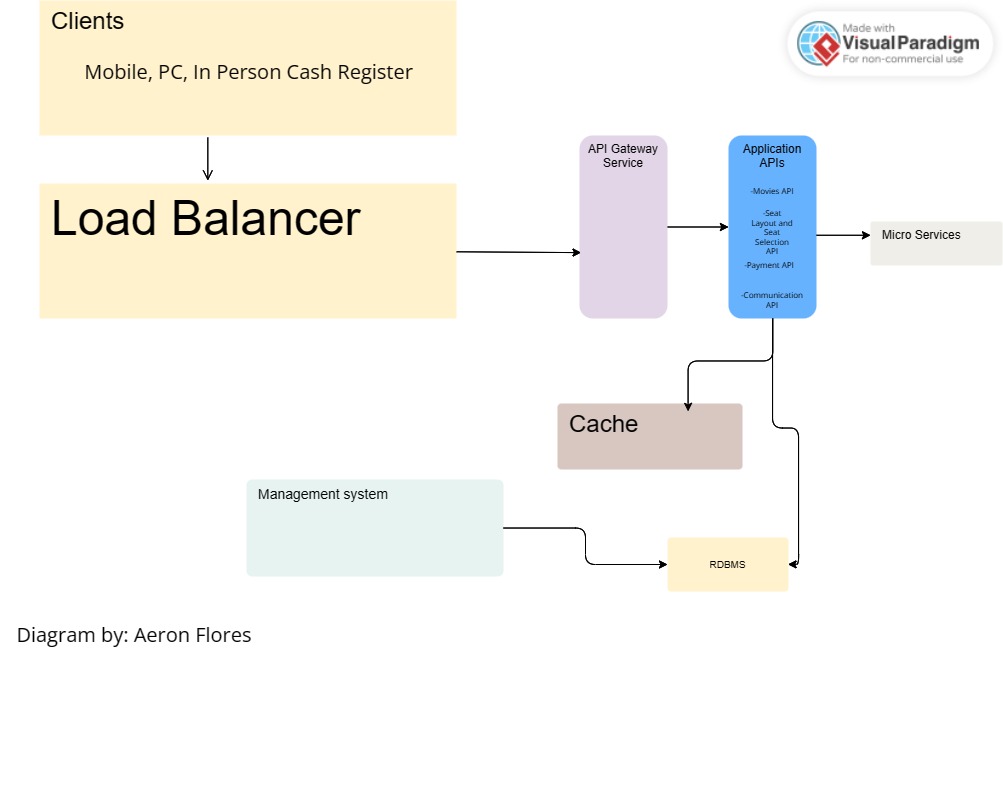 Clients
Mobile, PC, In Person Cash Register
Made with
Visual Paradigm
For non-commercial use
Load Balancer
API Gateway
Service
Application
APIs
-Movies API
-Seat
Layout and
Seat
Selection
API
-Payment API
-Communication
API
Micro Services
Cache
Management system
RDBMS
Diagram by: Aeron Flores